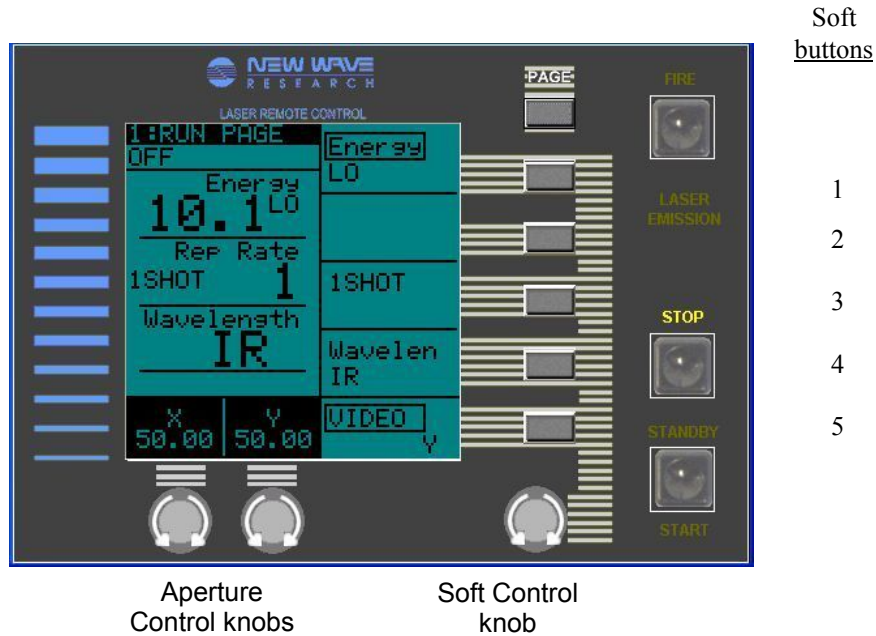 Soft
buttons
NEW WAVE
RESEARCH
LASER REMOTE CONTROL
PAGE
FIRE
1:RUN PAGE
OFF
Energy
10.1 LO
Rep Rate
1SHOT 1
Wavelength
IR
X Y
50.00 50.00
Energy
LO
1SHOT
Wavelen
IR
VIDEO
Y
LASER
EMISSION
STOP
STANDBY
START
1
2
3
4
5
Aperture
Control knobs
Soft Control
knob